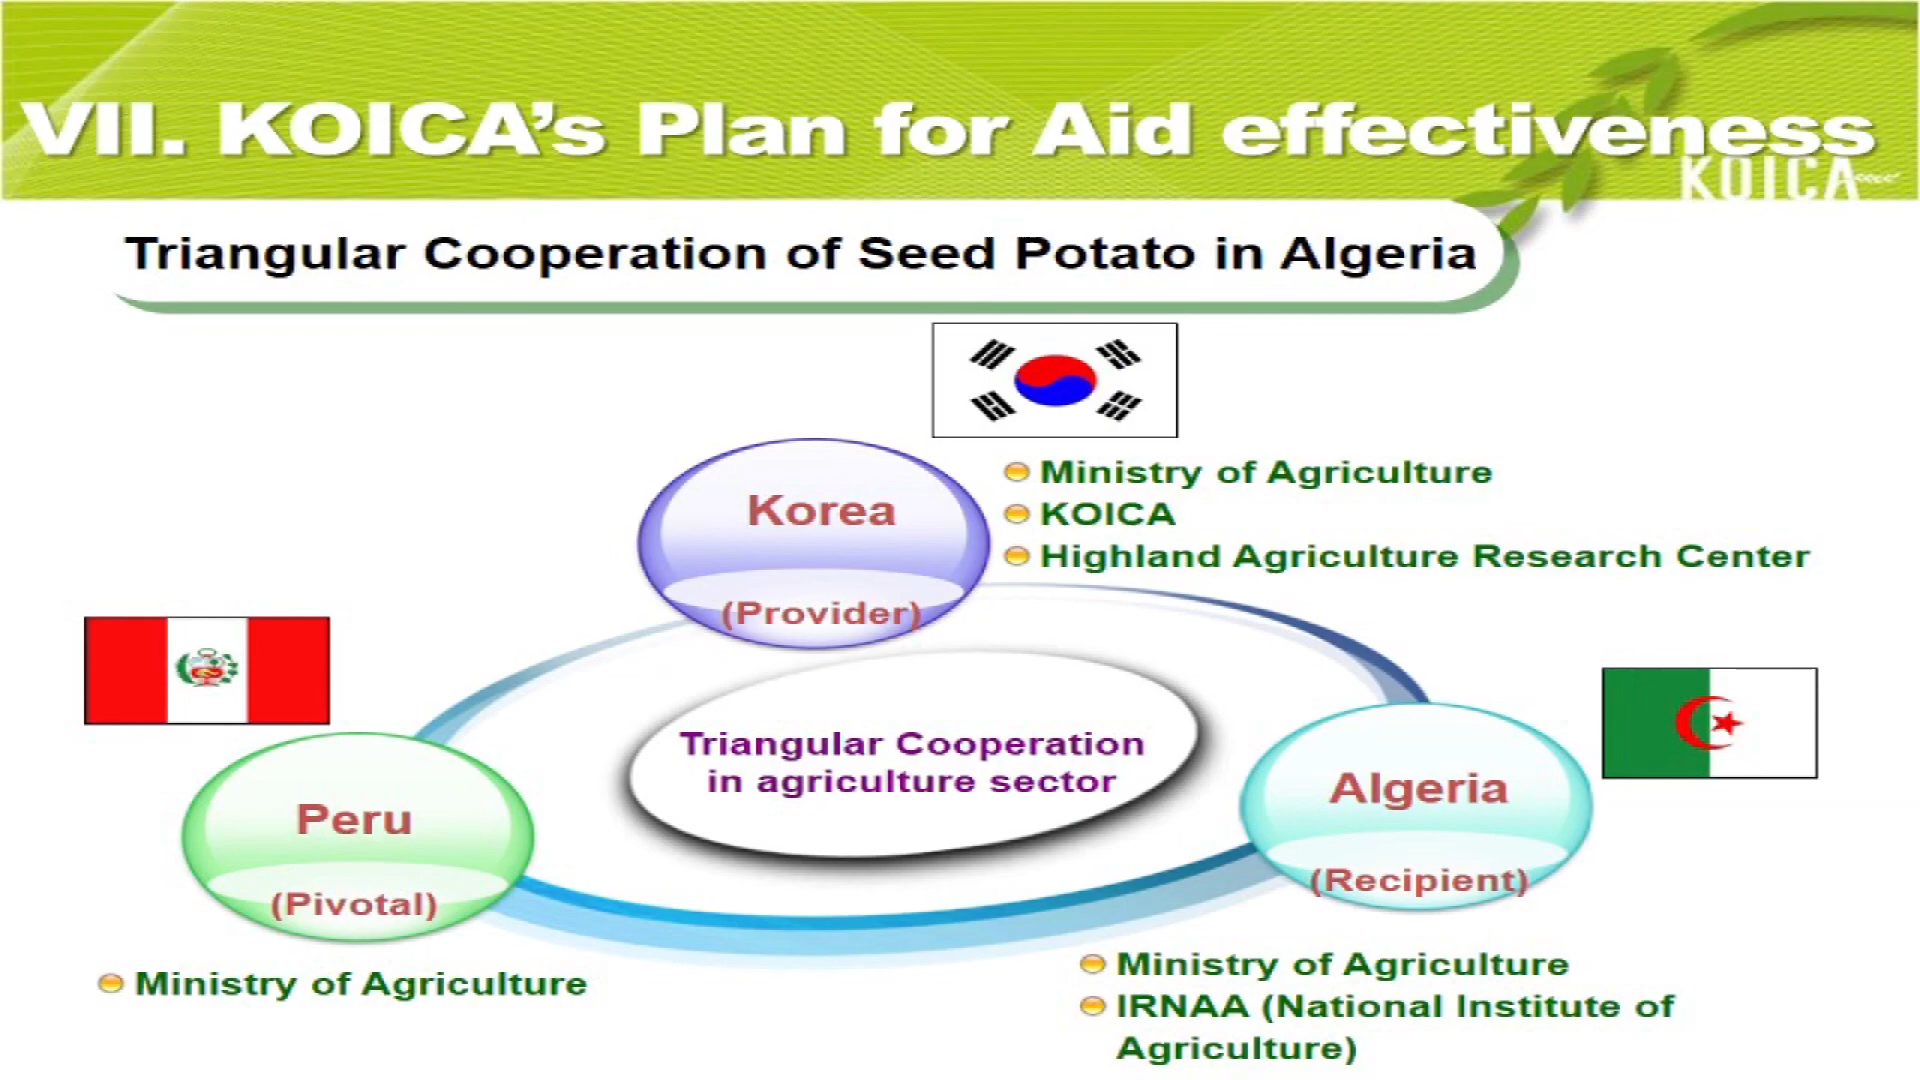 VII. KOICA's Plan for Aid effectiveness
KOICA
Triangular Cooperation of Seed Potato in Algeria
Korea
(Provider)
Ministry of Agriculture
KOICA
Highland Agriculture Research Center
Peru
(Pivotal)
Ministry of Agriculture
Triangular Cooperation
in agriculture sector
Algeria
(Recipient)
Ministry of Agriculture
IRNAA (National Institute of
Agriculture)